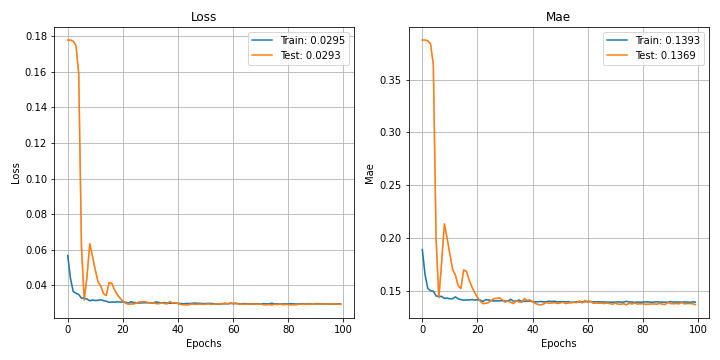 Loss
Train: 0.0295
Test: 0.0293
0.18
0.16
0.14
0.12
0.10
0.08
0.06
0.04
Loss
0
20
40
60
80
100
Epochs
Mae
Train: 0.1393
Test: 0.1369
0.35
0.30
0.25
0.20
0.15
Mae
0
20
40
60
80
100
Epochs